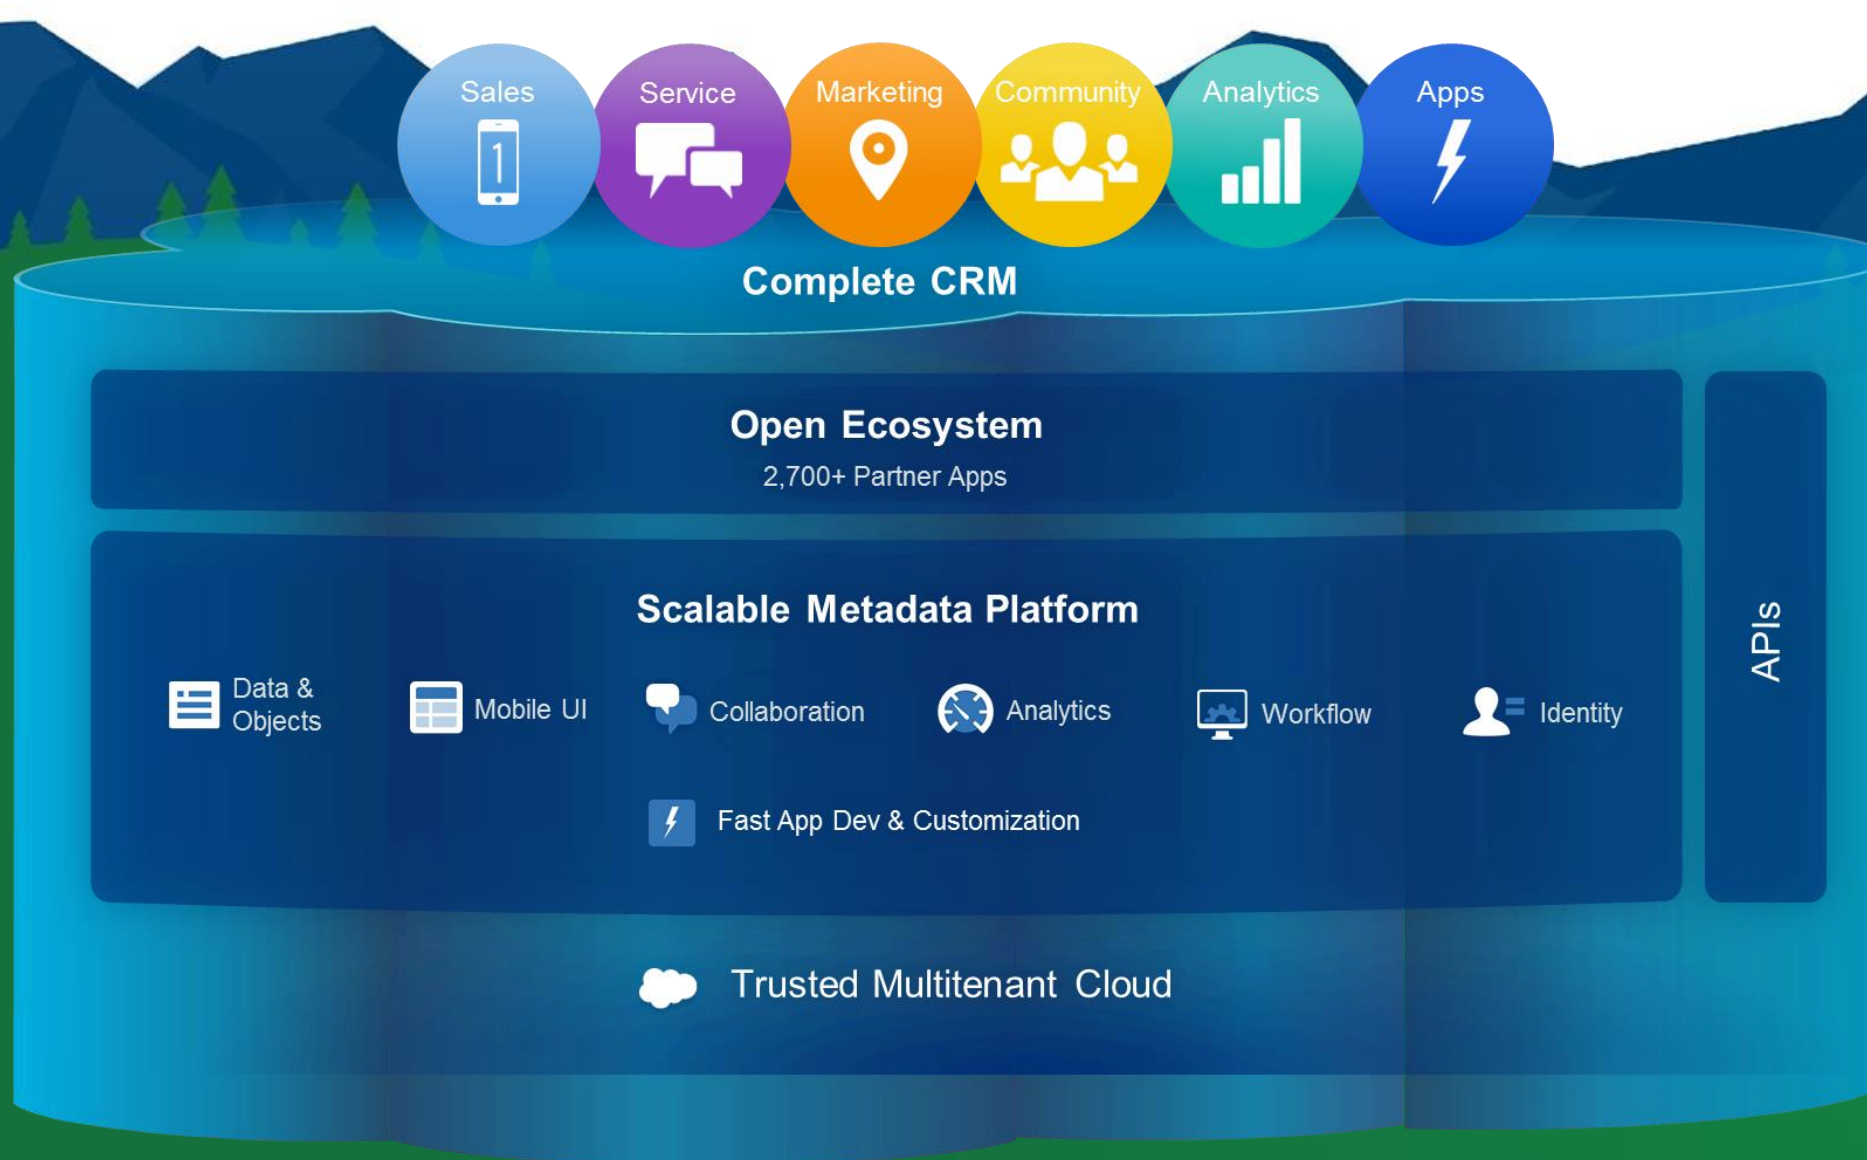 Sales
Service
Marketing
Community
Analytics
Apps
1
Complete CRM
Open Ecosystem
2,700+ Partner Apps
Scalable Metadata Platform
Data &
Objects
Mobile UI
Collaboration
Analytics
Workflow
Identity
Fast App Dev & Customization
APIs
Trusted Multitenant Cloud